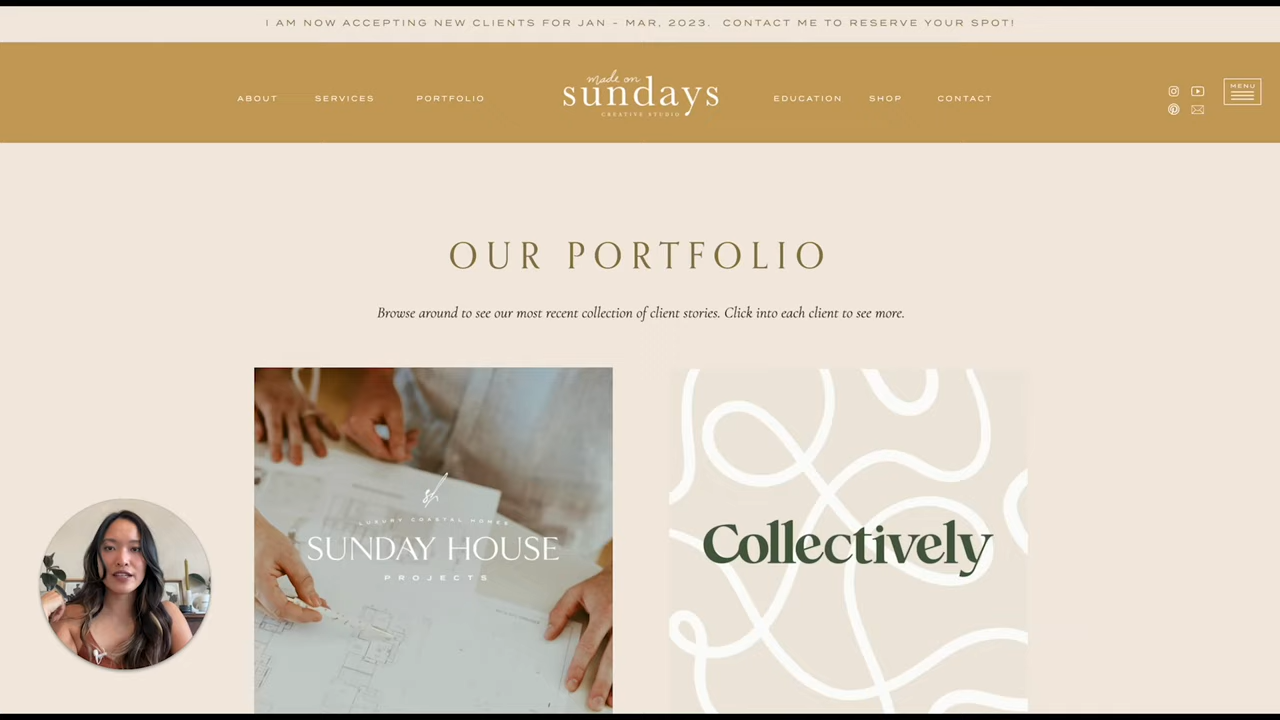 I AM NOW ACCEPTING NEW CLIENTS FOR JAN - MAR, 2023. CONTACT ME TO RESERVE YOUR SPOT!
ABOUT SERVICES PORTFOLIO
made on
sundays
CREATIVE STUDIO
EDUCATION SHOP CONTACT
MENU
OUR PORTFOLIO
Browse around to see our most recent collection of client stories. Click into each client to see more.
sh
LUXURY COASTAL HOMES
SUNDAY HOUSE
PROJECTS
Collectively